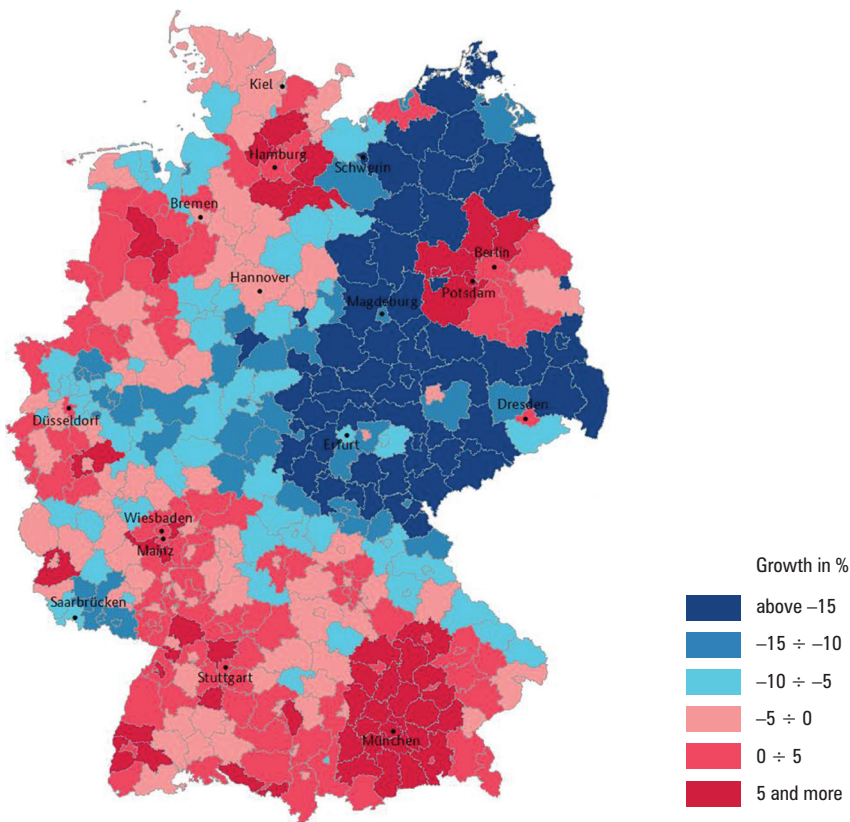 Kiel
Hamburg
Schwerin
Bremen
Berlin
Hannover
Potsdam
Magdeburg
Düsseldorf
Dresden
Erfurt
Wiesbaden
Mainz
Saarbrücken
Stuttgart
München
Growth in %
above –15
–15 ÷ –10
–10 ÷ –5
–5 ÷ 0
0 ÷ 5
5 and more